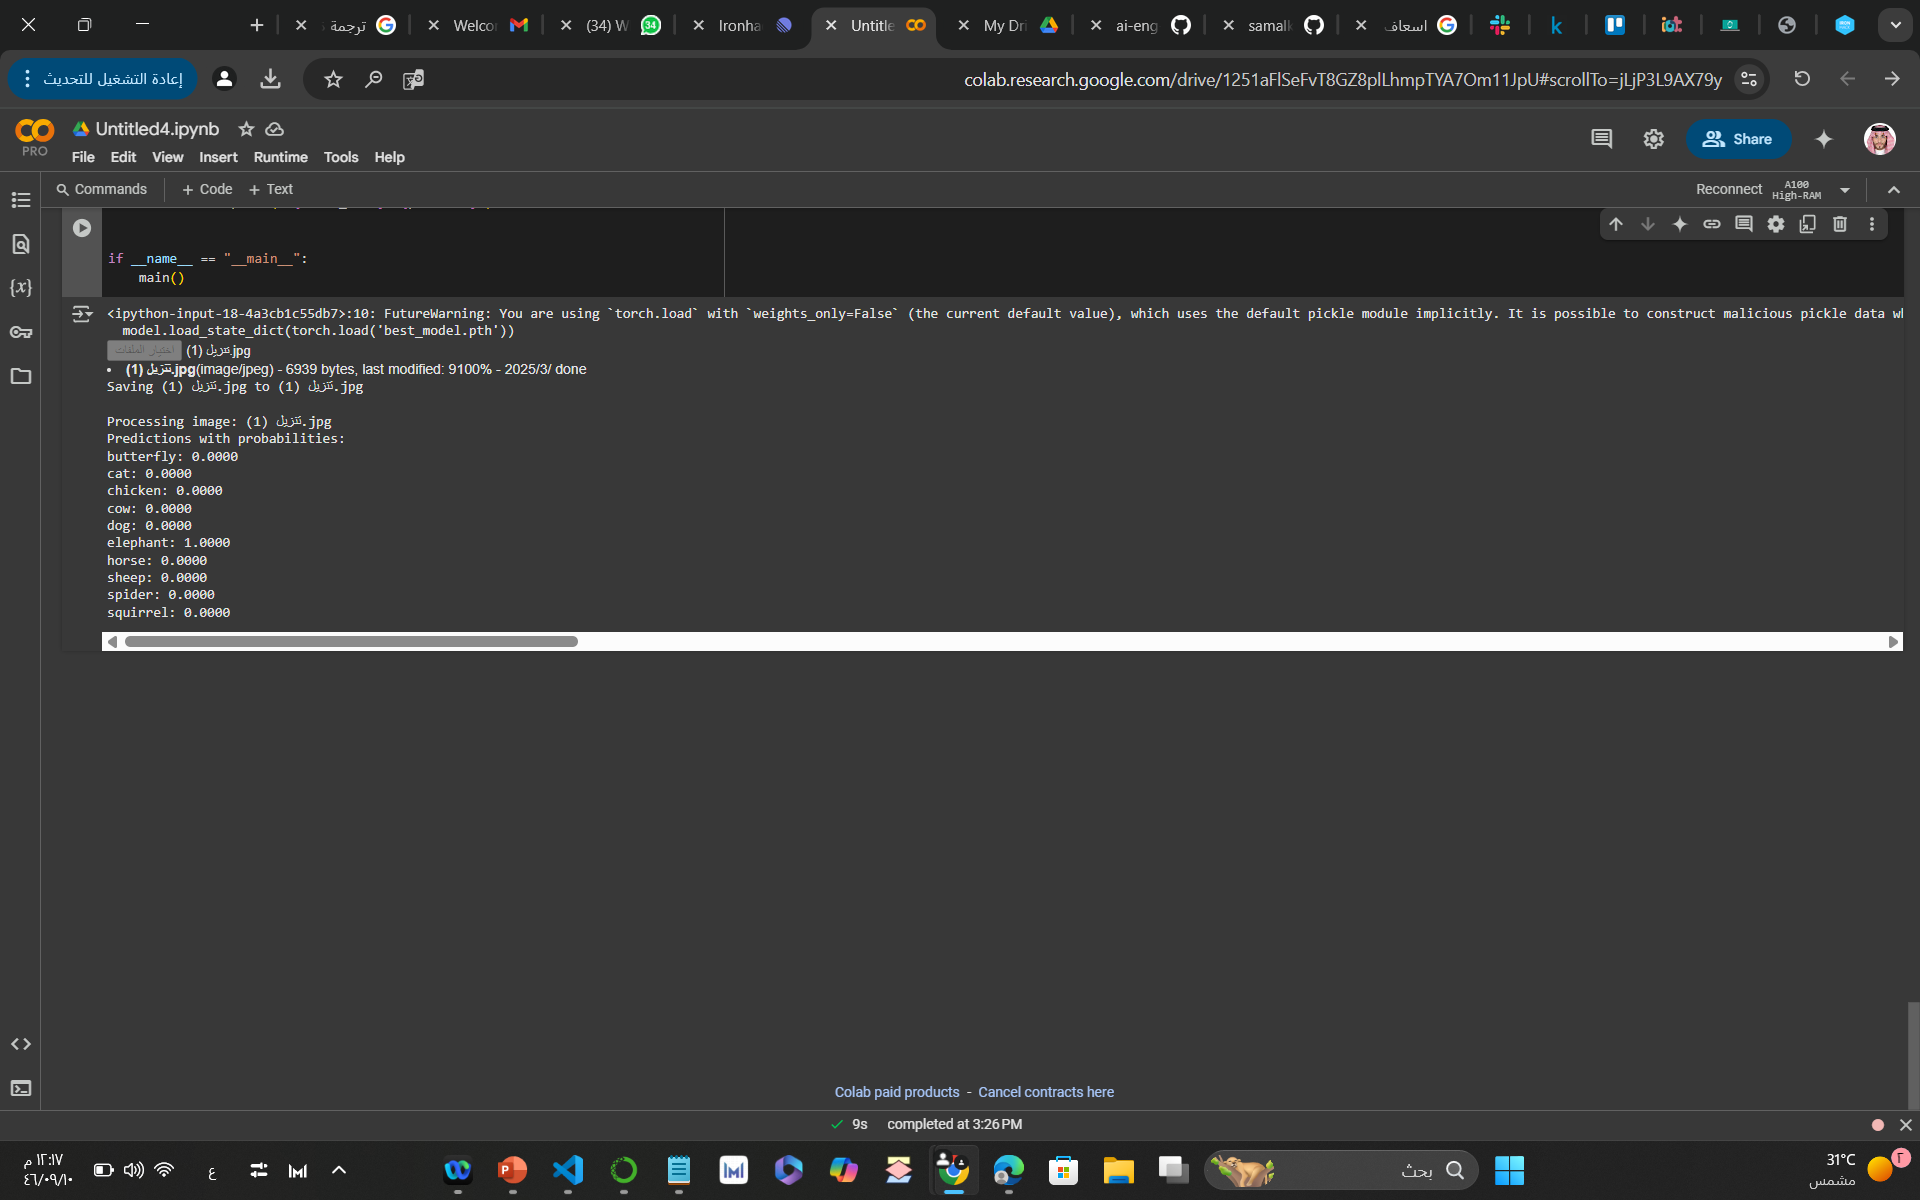 ترجمة
Welco
(34) W
Ironha
Untitle
My Dri
ai-eng
samalk
اسعاف
إعادة التشغيل للتحديث
colab.research.google.com/drive/1251aFlSeFvT8GZ8plLhmpTYA7Om11JpU#scrollTo=jLjP3L9AX79y
PRO
Untitled4.ipynb
File Edit View Insert Runtime Tools Help
Share
Commands + Code + Text
Reconnect A100 High-RAM
if __name__ == "__main__":
main()
<ipython-input-18-4a3cb1c55db7>:10: FutureWarning: You are using `torch.load` with `weights_only=False` (the current default value), which uses the default pickle module implicitly. It is possible to construct malicious pickle data wh
model.load_state_dict(torch.load('best_model.pth'))
اختيار الملفات تنزيل (1).jpg
• تنزيل (1).jpg(image/jpeg) - 6939 bytes, last modified: 9100% - 2025/3/ done
Saving تنزيل (1).jpg to تنزيل (1).jpg
Processing image: تنزيل (1).jpg
Predictions with probabilities:
butterfly: 0.0000
cat: 0.0000
chicken: 0.0000
cow: 0.0000
dog: 0.0000
elephant: 1.0000
horse: 0.0000
sheep: 0.0000
spider: 0.0000
squirrel: 0.0000
Colab paid products - Cancel contracts here
9s completed at 3:26 PM
١٢:١٧ م
٤٦/٠٩/١٠
ع
بحث
31°C
مشمس
٢